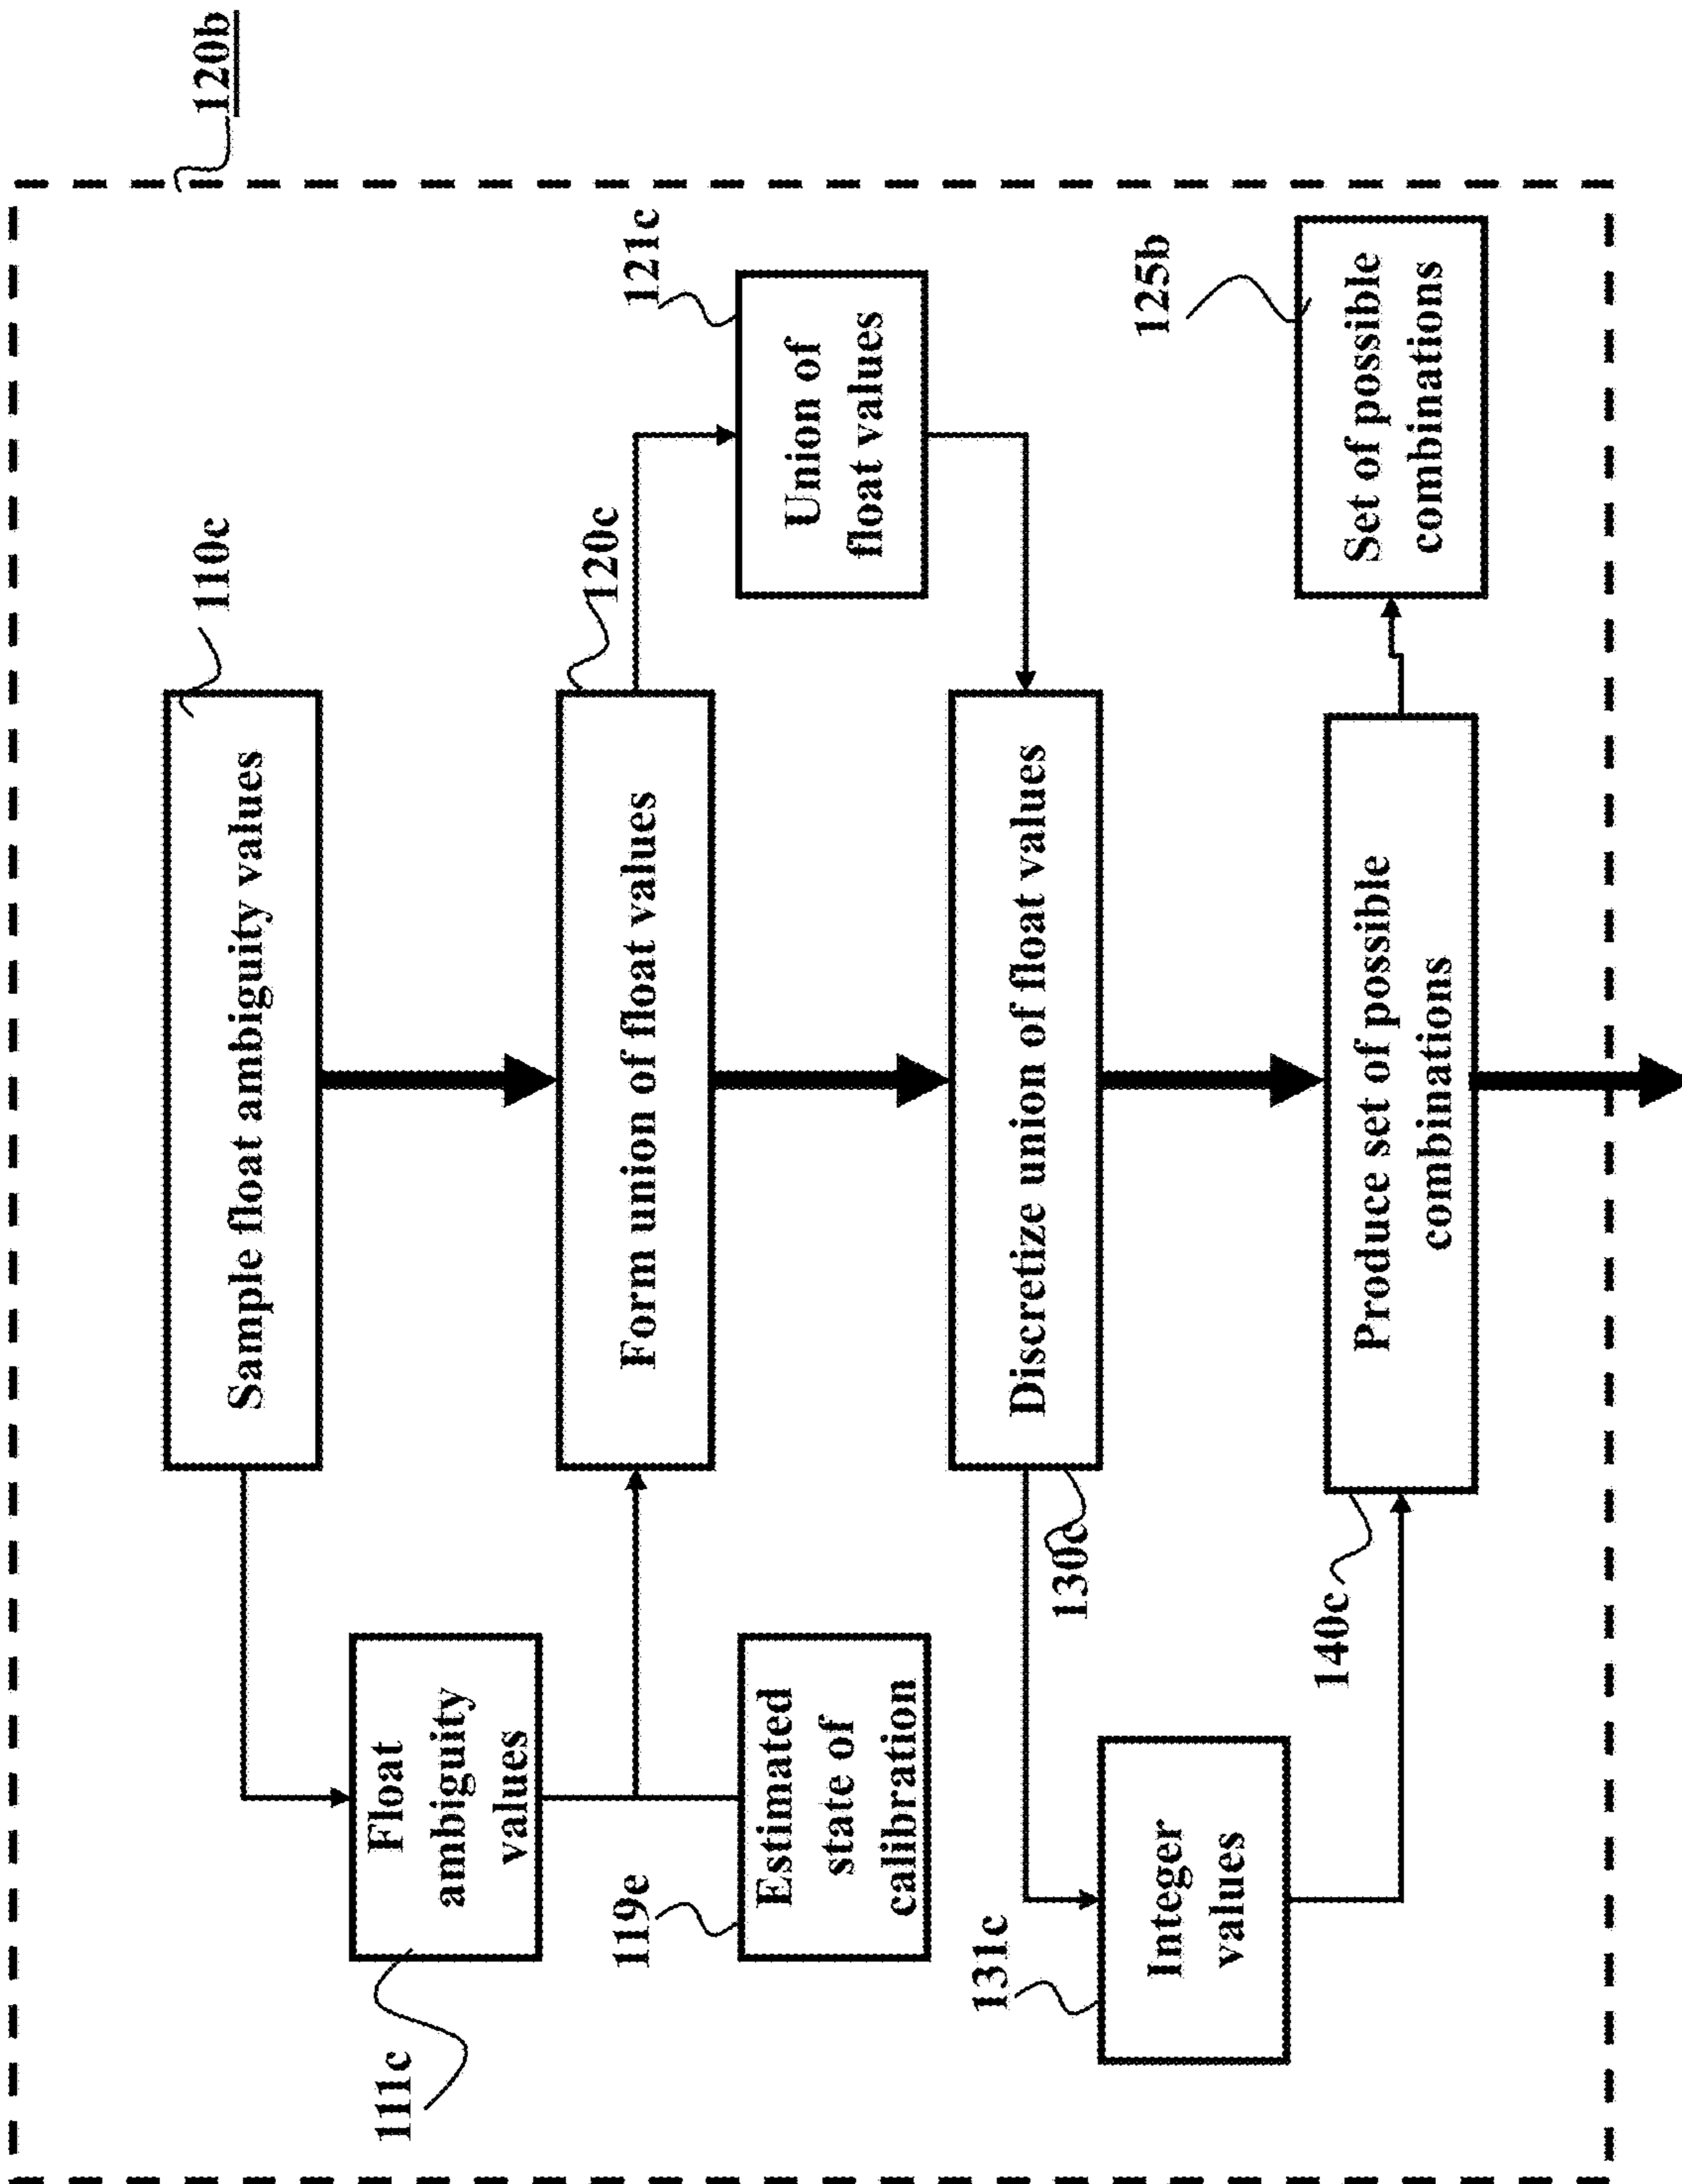 120b
110c
Sample float ambiguity values
111c
Float
ambiguity
values
120c
Form union of float values
121c
Union of
float values
119e
Estimated
state of
calibration
Discretize union of float values
130c
131c
Integer
values
125b
Set of possible
combinations
140c
Produce set of possible
combinations